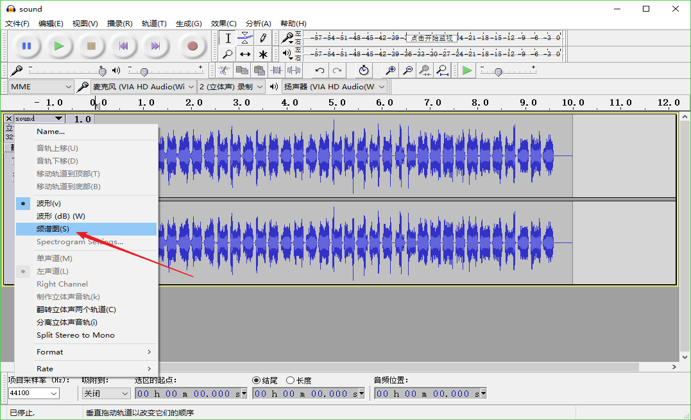 sound
文件(F) 编辑(E) 视图(V) 播录(R) 轨道(T) 生成(G) 效果(C) 分析(A) 帮助(H)
左 -57 -54 -51 -48 -45 -42 -39 点击开始监视 -24 -21 -18 -15 -12 -9 -6 -3 0
右
左 -57 -54 -51 -48 -45 -42 -39 -36 -33 -30 -27 -24 -21 -18 -15 -12 -9 -6 -3 0
右
MME 麦克风 (VIA HD Audio(Wi 2 (立体声) 录制 扬声器 (VIA HD Audio(Wi
- 1.0 0.0 1.0 2.0 3.0 4.0 5.0 6.0 7.0 8.0 9.0 10.0 11.0 12.0
sound 1.0
立
32
Name...
音轨上移(U)
音轨下移(D)
移动轨道到顶部(T)
移动轨道到底部(B)
波形(v)
波形 (dB) (W)
频谱图(S)
Spectrogram Settings...
单声道(M)
左声道(L)
Right Channel
制作立体声音轨(k)
翻转立体声两个轨道(C)
分离立体声音轨(i)
Split Stereo to Mono
Format
Rate
项目采样率 (Hz): 吸附到: 选区的起点: 结尾 长度 音频位置:
44100 关闭 00 h 00 m 00.000 s 00 h 00 m 00.000 s 00 h 00 m 00.000 s
已停止. 垂直拖动轨道以改变它们的顺序